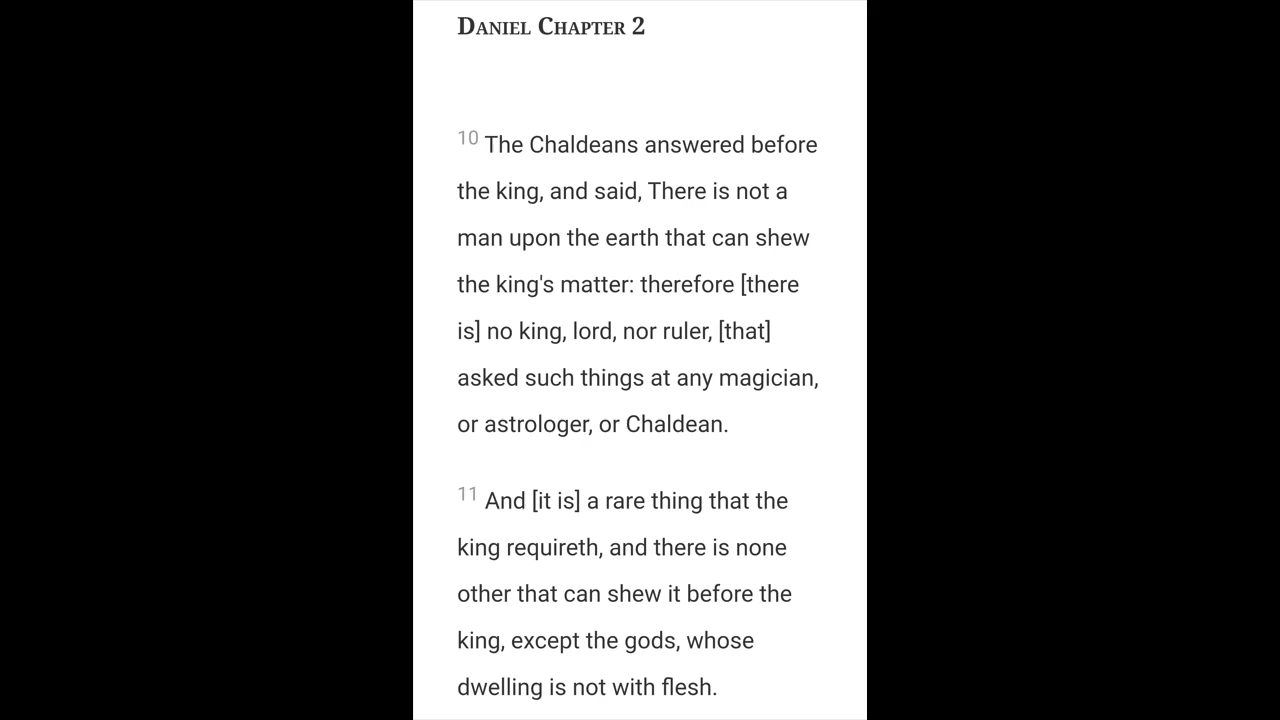 Daniel Chapter 2
10 The Chaldeans answered before
the king, and said, There is not a
man upon the earth that can shew
the king's matter: therefore [there
is] no king, lord, nor ruler, [that]
asked such things at any magician,
or astrologer, or Chaldean.
11 And [it is] a rare thing that the
king requireth, and there is none
other that can shew it before the
king, except the gods, whose
dwelling is not with flesh.